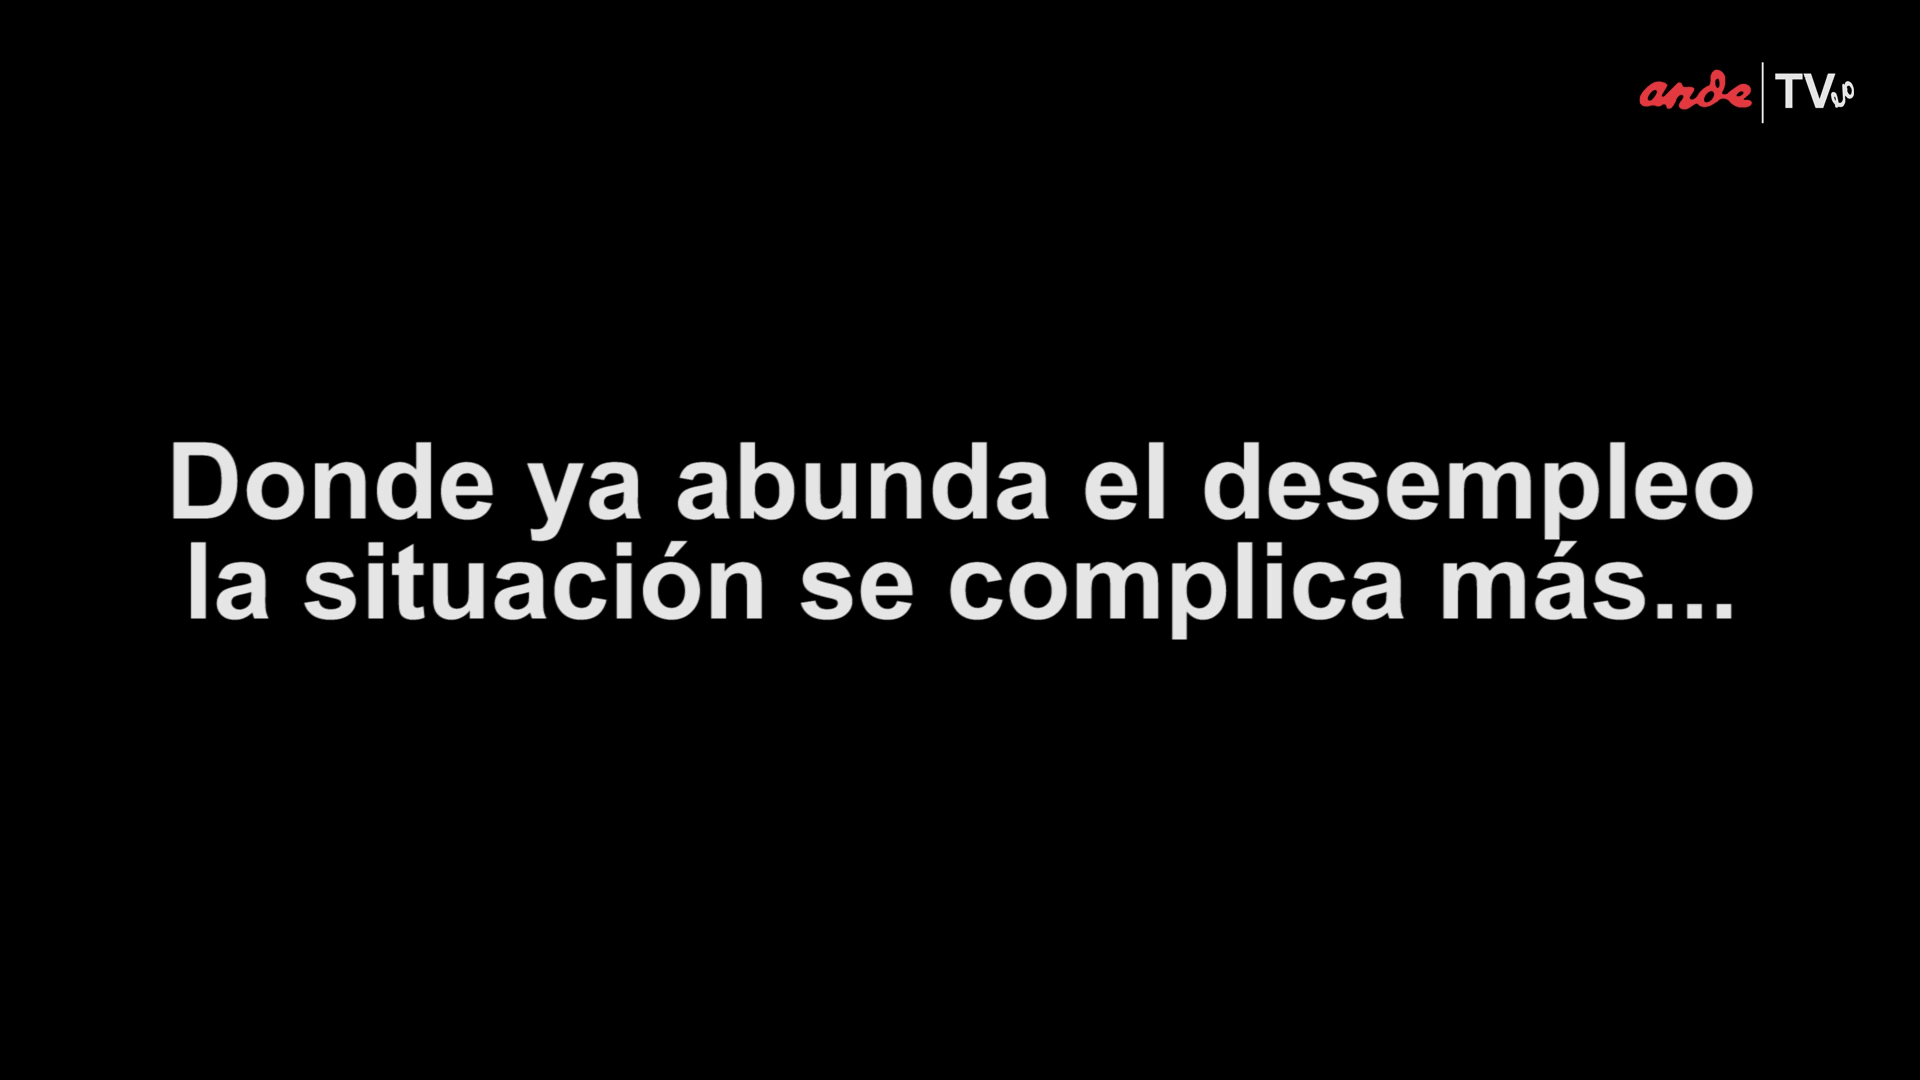 ande TV
Donde ya abunda el desempleo
la situación se complica más...